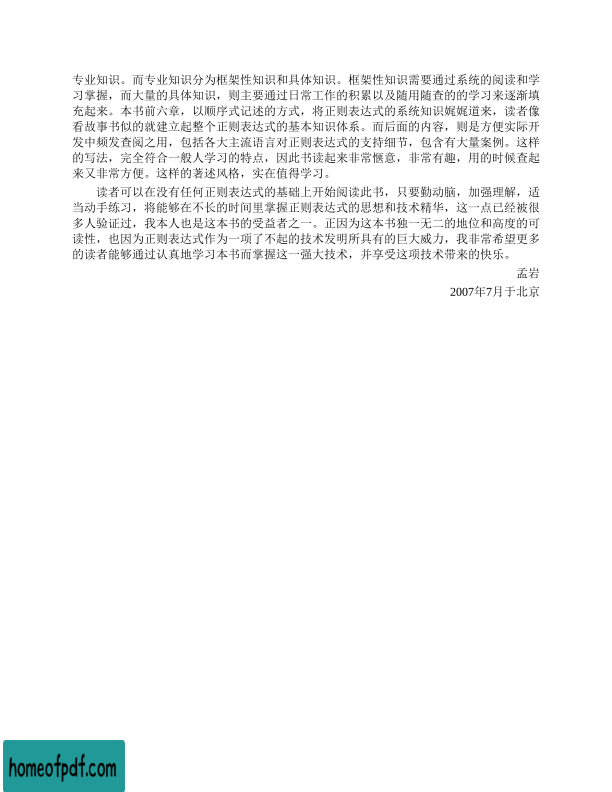 专业知识。而专业知识分为框架性知识和具体知识。框架性知识需要通过系统的阅读和学
习掌握，而大量的具体知识，则主要通过日常工作的积累以及随用随查的的学习来逐渐填
充起来。本书前六章，以顺序式记述的方式，将正则表达式的系统知识娓娓道来，读者像
看故事书似的就建立起整个正则表达式的基本知识体系。而后面的内容，则是方便实际开
发中频发查阅之用，包括各大主流语言对正则表达式的支持细节，包含有大量案例。这样
的写法，完全符合一般人学习的特点，因此书读起来非常惬意，非常有趣，用的时候查起
来又非常方便。这样的著述风格，实在值得学习。
读者可以在没有任何正则表达式的基础上开始阅读此书，只要勤动脑，加强理解，适
当动手练习，将能够在不长的时间里掌握正则表达式的思想和技术精华，这一点已经被很
多人验证过，我本人也是这本书的受益者之一。正因为这本书独一无二的地位和高度的可
读性，也因为正则表达式作为一项了不起的技术发明所具有的巨大威力，我非常希望更多
的读者能够通过认真地学习本书而掌握这一强大技术，并享受这项技术带来的快乐。
孟岩
2007年7月于北京
homeofpdf.com